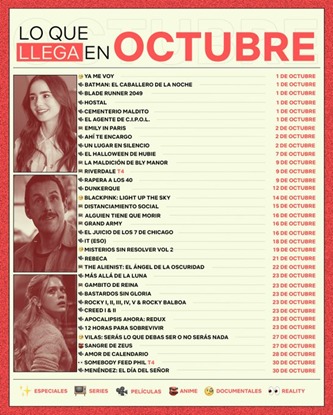 LO QUE
LLEGA EN OCTUBRE
YA ME VOY 1 DE OCTUBRE
BATMAN: EL CABALLERO DE LA NOCHE 1 DE OCTUBRE
BLADE RUNNER 2049 1 DE OCTUBRE
HOSTAL 1 DE OCTUBRE
CEMENTERIO MALDITO 1 DE OCTUBRE
EL AGENTE DE C.I.P.O.L. 1 DE OCTUBRE
EMILY IN PARIS 2 DE OCTUBRE
AHÍ TE ENCARGO 2 DE OCTUBRE
UN LUGAR EN SILENCIO 2 DE OCTUBRE
EL HALLOWEEN DE HUBIE 7 DE OCTUBRE
LA MALDICIÓN DE BLY MANOR 9 DE OCTUBRE
RIVERDALE T4 9 DE OCTUBRE
RAPERA A LOS 40 9 DE OCTUBRE
DUNKERQUE 12 DE OCTUBRE
BLACKPINK: LIGHT UP THE SKY 14 DE OCTUBRE
DISTANCIAMIENTO SOCIAL 15 DE OCTUBRE
ALGUIEN TIENE QUE MORIR 16 DE OCTUBRE
GRAND ARMY 16 DE OCTUBRE
EL JUICIO DE LOS 7 DE CHICAGO 16 DE OCTUBRE
IT (ESO) 18 DE OCTUBRE
MISTERIOS SIN RESOLVER VOL 2 19 DE OCTUBRE
REBECA 21 DE OCTUBRE
THE ALIENIST: EL ÁNGEL DE LA OSCURIDAD 22 DE OCTUBRE
MÁS ALLÁ DE LA LUNA 23 DE OCTUBRE
GAMBITO DE REINA 23 DE OCTUBRE
BASTARDOS SIN GLORIA 23 DE OCTUBRE
ROCKY I, II, III, IV, V & ROCKY BALBOA 23 DE OCTUBRE
CREED I & II 23 DE OCTUBRE
APOCALIPSIS AHORA: REDUX 23 DE OCTUBRE
12 HORAS PARA SOBREVIVIR 23 DE OCTUBRE
VILAS: SERÁS LO QUE DEBAS SER O NO SERÁS NADA 27 DE OCTUBRE
SANGRE DE ZEUS 27 DE OCTUBRE
AMOR DE CALENDARIO 28 DE OCTUBRE
SOMEBODY FEED PHIL T4 30 DE OCTUBRE
MENÉNDEZ: EL DÍA DEL SEÑOR 30 DE OCTUBRE
ESPECIALES SERIES PELÍCULAS ANIME DOCUMENTALES REALITY